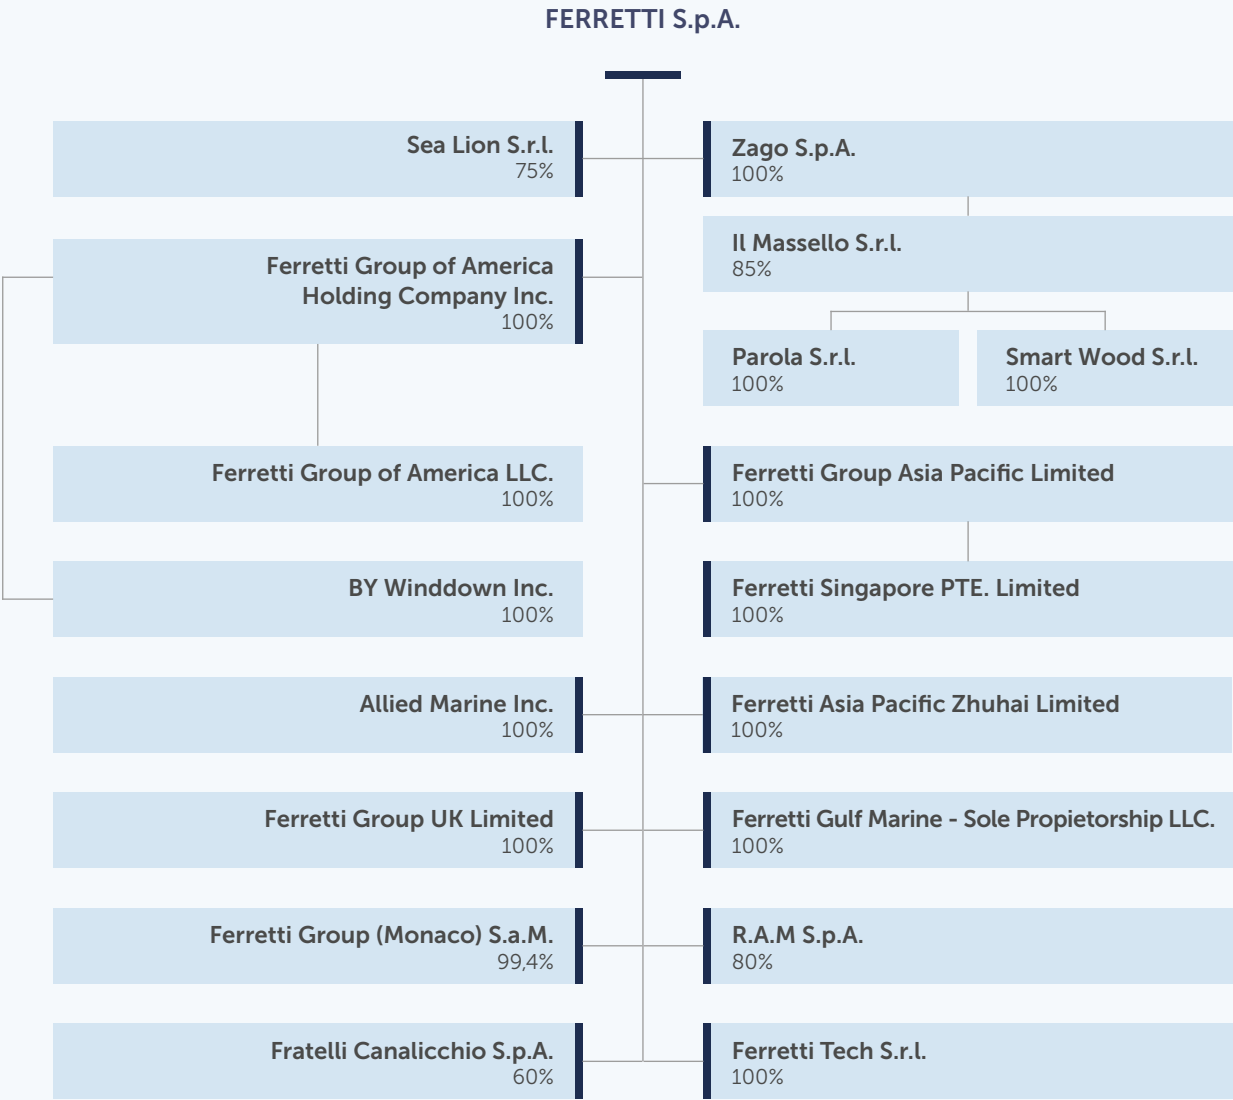 FERRETTI S.p.A.
Sea Lion S.r.l.
75%
Zago S.p.A.
100%
Il Massello S.r.l.
85%
Ferretti Group of America
Holding Company Inc.
100%
Parola S.r.l.
100%
Smart Wood S.r.l.
100%
Ferretti Group of America LLC.
100%
Ferretti Group Asia Pacific Limited
100%
BY Winddown Inc.
100%
Ferretti Singapore PTE. Limited
100%
Allied Marine Inc.
100%
Ferretti Asia Pacific Zhuhai Limited
100%
Ferretti Group UK Limited
100%
Ferretti Gulf Marine - Sole Propietorship LLC.
100%
Ferretti Group (Monaco) S.a.M.
99,4%
R.A.M S.p.A.
80%
Fratelli Canalicchio S.p.A.
60%
Ferretti Tech S.r.l.
100%